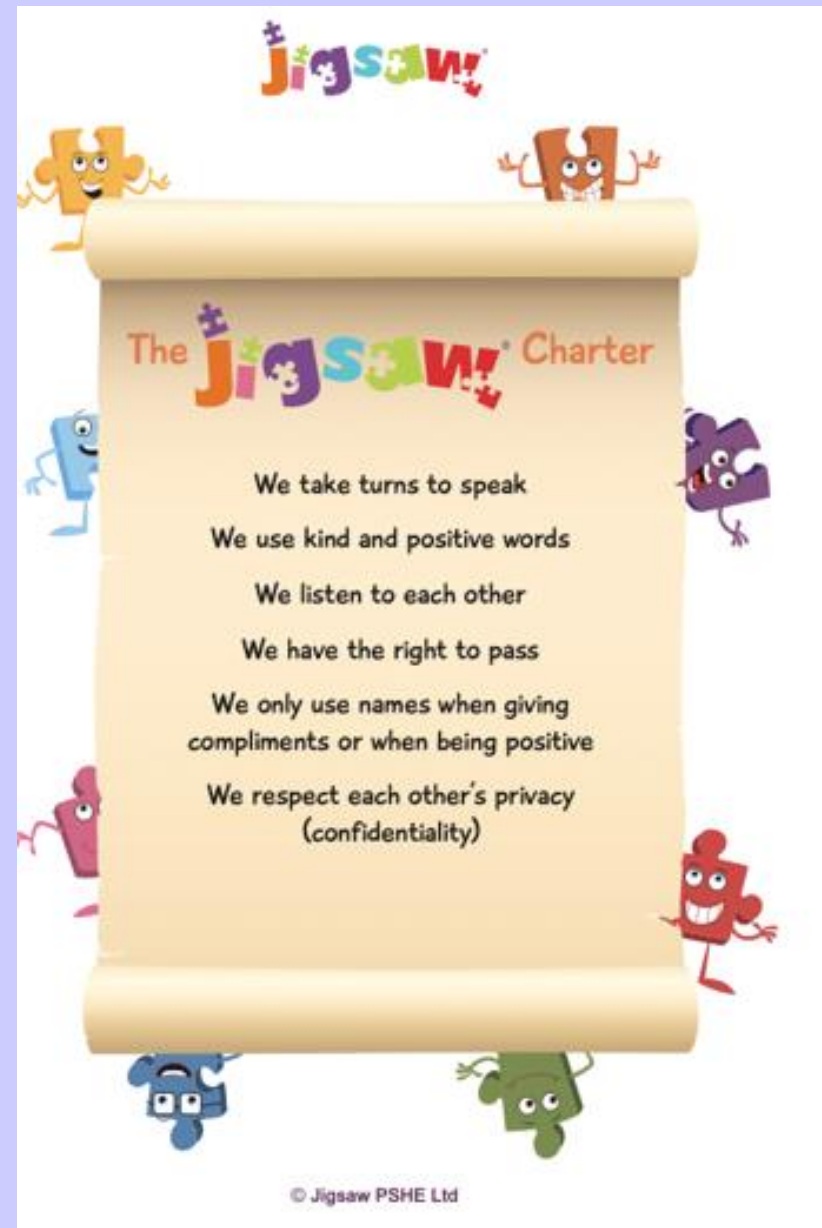 jigsaw
The jigsaw Charter
We take turns to speak
We use kind and positive words
We listen to each other
We have the right to pass
We only use names when giving
compliments or when being positive
We respect each other's privacy
(confidentiality)
© Jigsaw PSHE Ltd